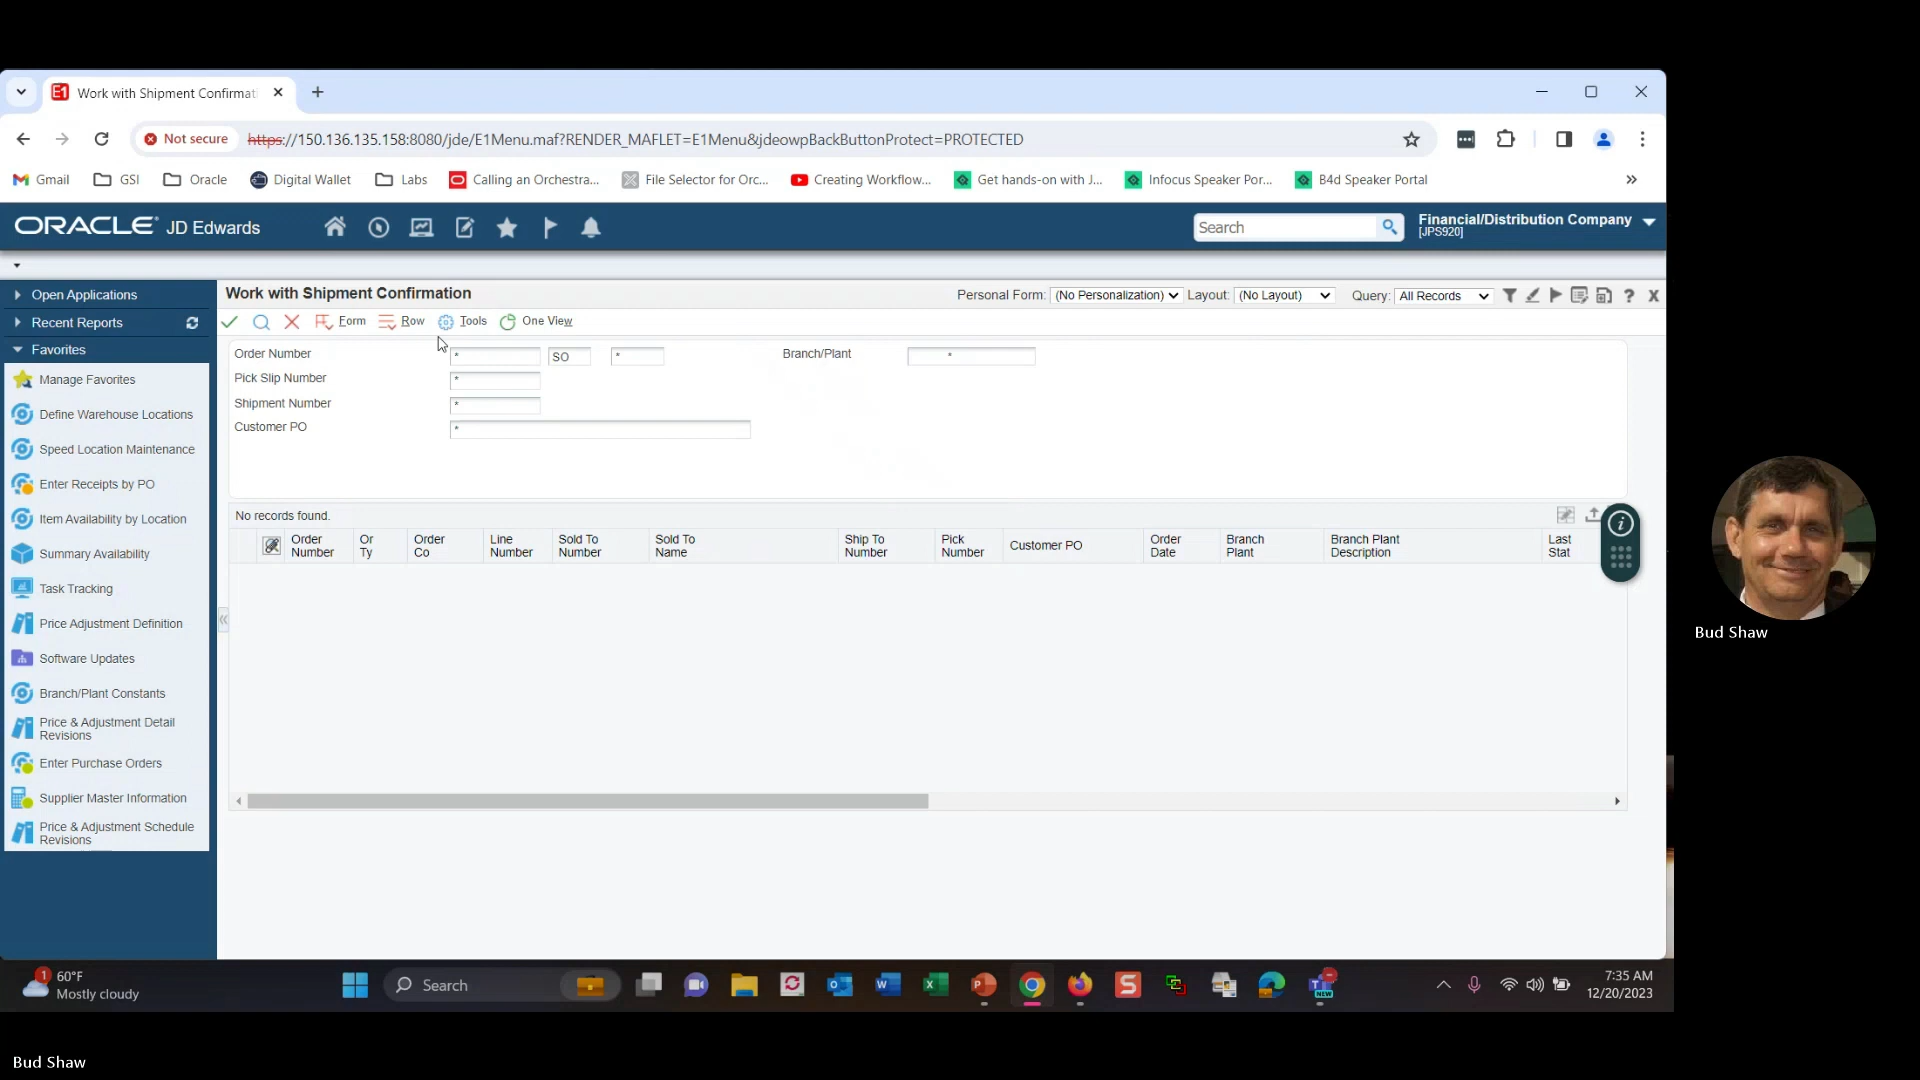 Work with Shipment Confirmati
Not secure
https://150.136.135.158:8080/jde/E1Menu.maf?RENDER_MAFLET=E1Menu&jdeowpBackButtonProtect=PROTECTED
Gmail GSI Oracle Digital Wallet Labs Calling an Orchestra... File Selector for Orc... Creating Workflow... Get hands-on with J... Infocus Speaker Por... B4d Speaker Portal
ORACLE JD Edwards
Search
Financial/Distribution Company
[JPS920]
Open Applications
Recent Reports
Favorites
Manage Favorites
Define Warehouse Locations
Speed Location Maintenance
Enter Receipts by PO
Item Availability by Location
Summary Availability
Task Tracking
Price Adjustment Definition
Software Updates
Branch/Plant Constants
Price & Adjustment Detail
Revisions
Enter Purchase Orders
Supplier Master Information
Price & Adjustment Schedule
Revisions
Work with Shipment Confirmation
Personal Form: (No Personalization) Layout: (No Layout) Query: All Records
Form Row Tools One View
Order Number * SO * Branch/Plant *
Pick Slip Number *
Shipment Number *
Customer PO *
No records found.
Order Number
Or Ty
Order Co
Line Number
Sold To Number
Sold To Name
Ship To Number
Pick Number
Customer PO
Order Date
Branch Plant
Branch Plant Description
Last Stat
1
60°F
Mostly cloudy
Search
NEW
7:35 AM
12/20/2023
Bud Shaw
Bud Shaw